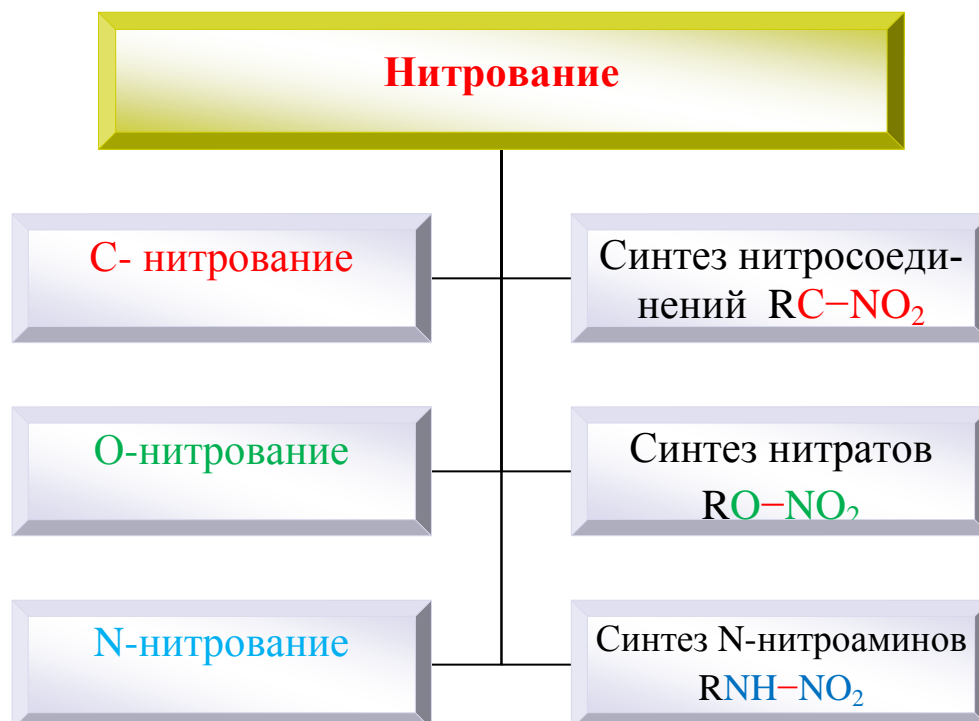 Нитрование
С- нитрование
Синтез нитросоеди-
нений RC−NO₂
О-нитрование
Синтез нитратов
RO−NO₂
N-нитрование
Синтез N-нитроаминов
RNH−NO₂